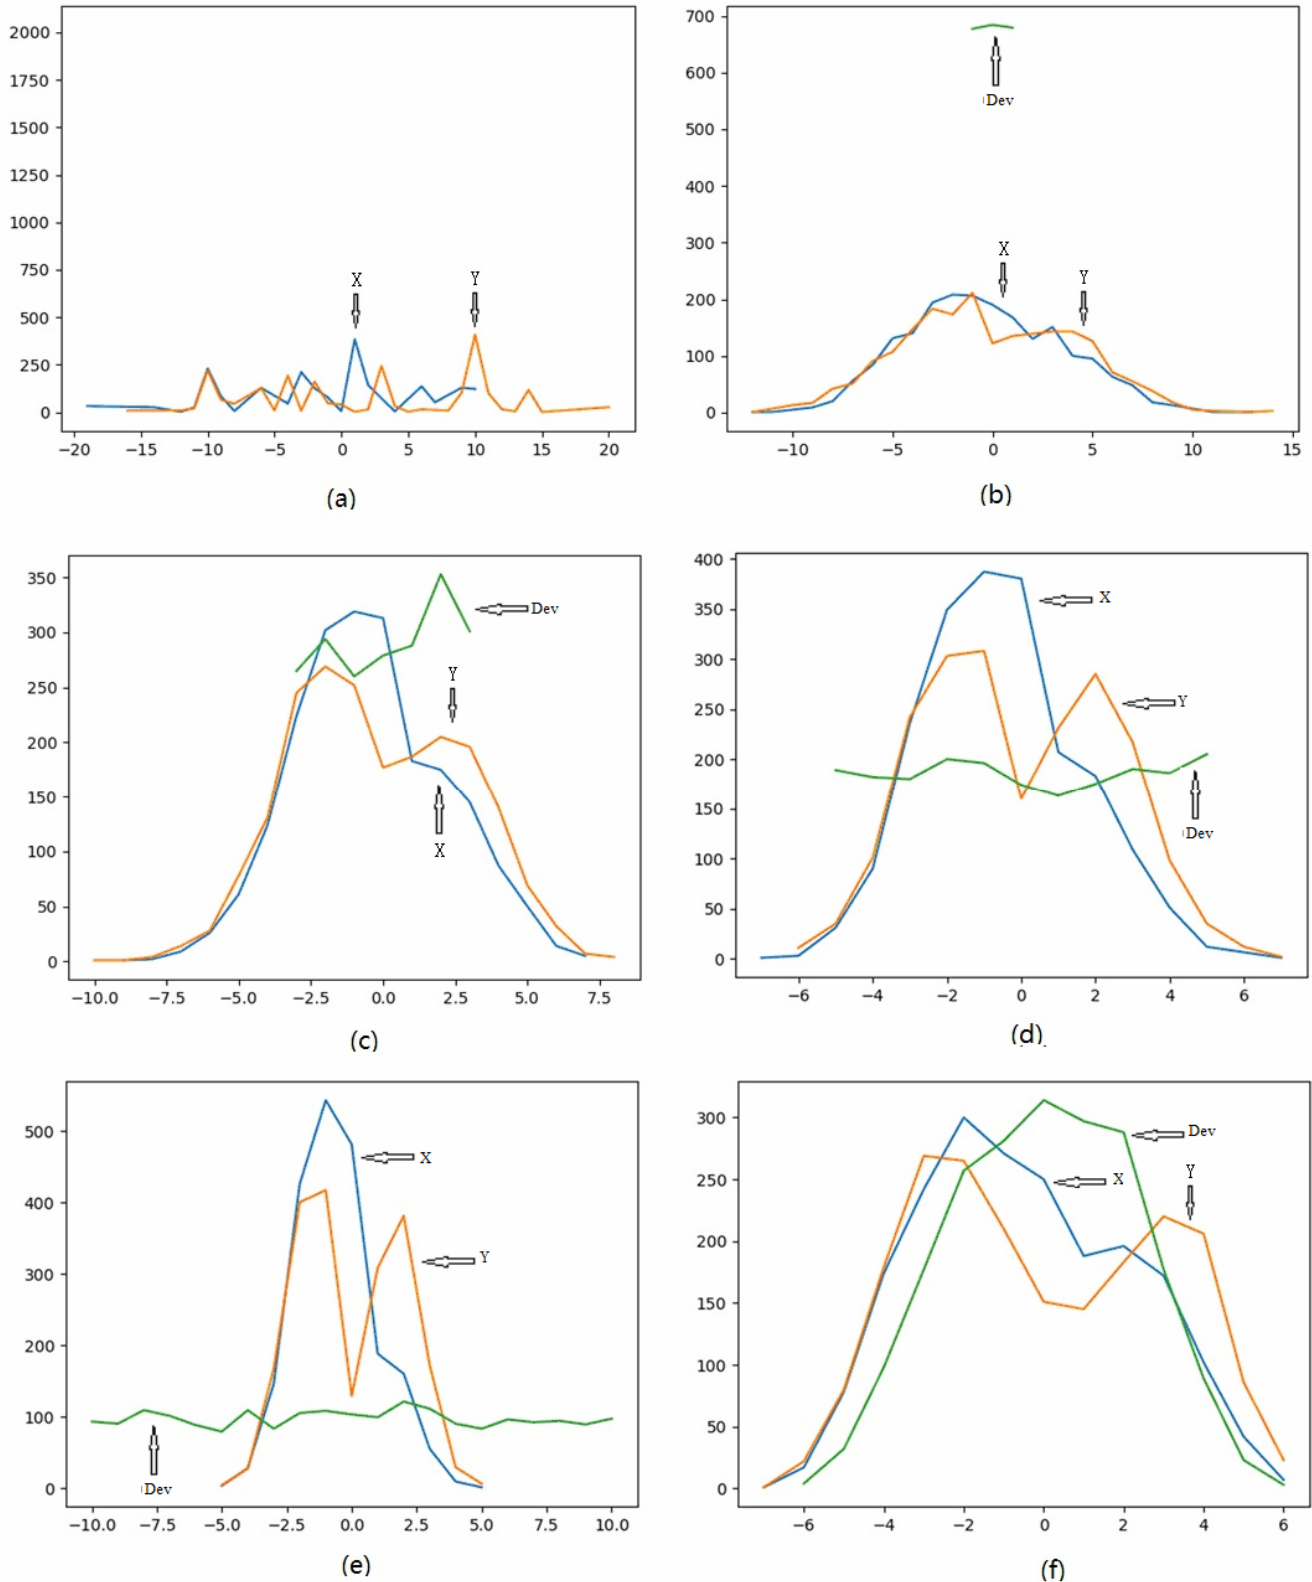 2000
1750
1500
1250
1000
750
500
250
0
X
Y
−20 −15 −10 −5 0 5 10 15 20
(a)
700
600
500
400
300
200
100
0
Dev
X
Y
−10 −5 0 5 10 15
(b)
350
300
250
200
150
100
50
0
Dev
Y
X
−10.0 −7.5 −5.0 −2.5 0.0 2.5 5.0 7.5
(c)
400
350
300
250
200
150
100
50
0
X
Y
Dev
−6 −4 −2 0 2 4 6
(d)
500
400
300
200
100
0
X
Y
Dev
−10.0 −7.5 −5.0 −2.5 0.0 2.5 5.0 7.5 10.0
(e)
300
250
200
150
100
50
0
Dev
X
Y
−6 −4 −2 0 2 4 6
(f)